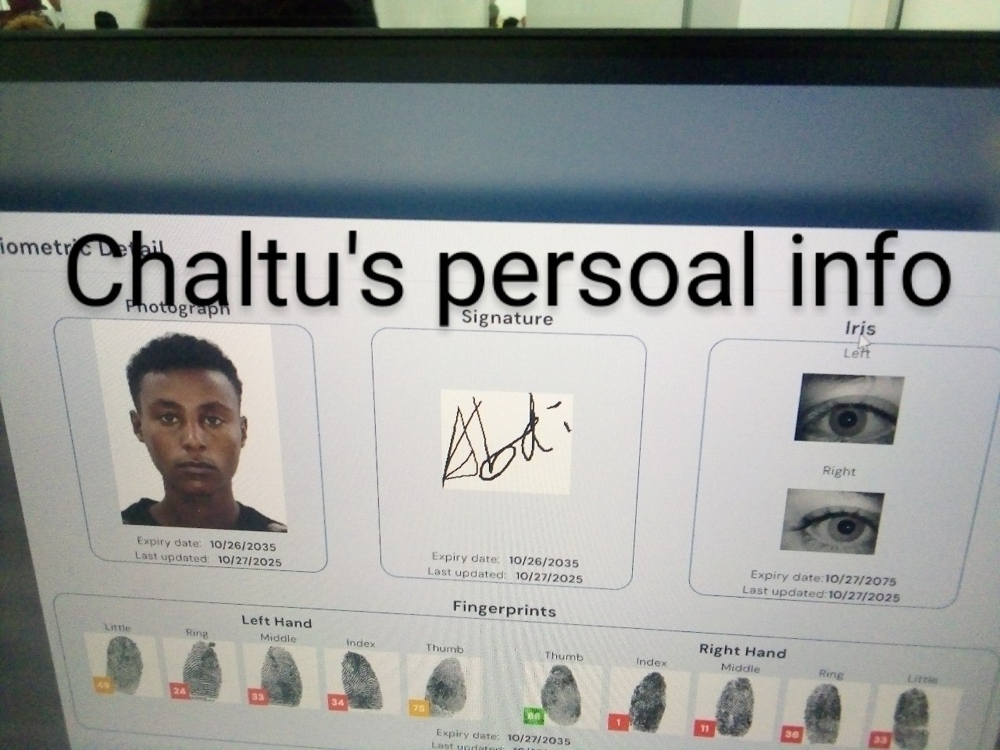 iometric Detail
Chaltu's persoal info
Photograph
Signature
Iris
Left
Abdi
Right
Expiry date: 10/26/2035
Last updated: 10/27/2025
Expiry date: 10/26/2035
Last updated: 10/27/2025
Expiry date:10/27/2075
Last updated:10/27/2025
Fingerprints
Left Hand
Right Hand
Little
Ring
Middle
Index
Thumb
Thumb
Index
Middle
Ring
Little
49
24
33
34
75
86
1
11
36
33
Expiry date: 10/27/2035
Last updated: